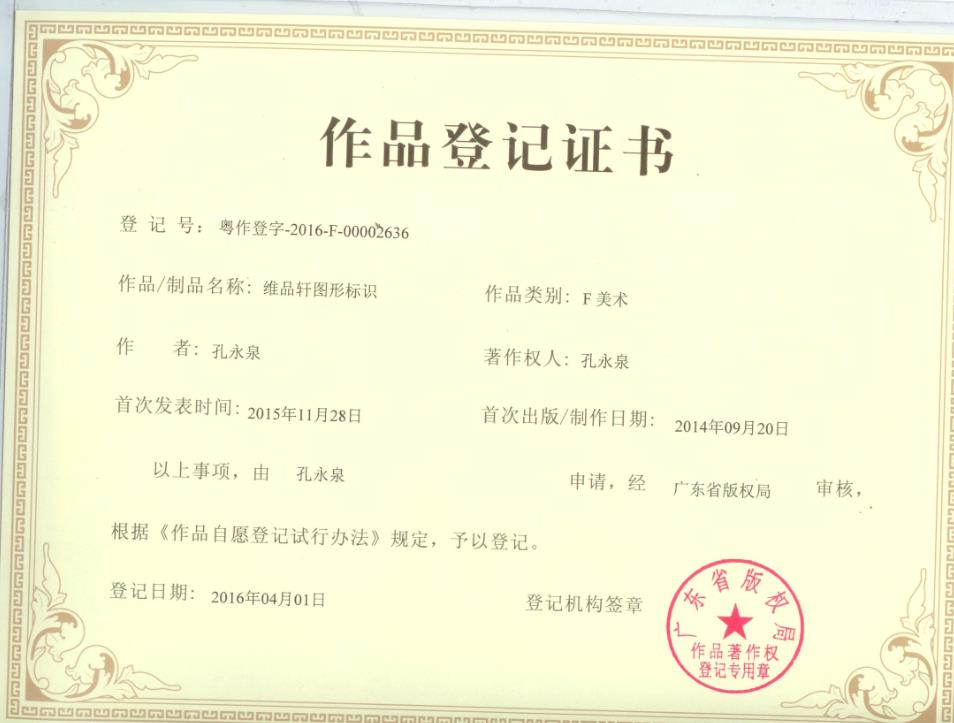 作品登记证书
登 记 号： 粤作登字-2016-F-00002636
作品/制品名称：维品轩图形标识 作品类别：F 美术
作 者：孔永泉 著作权人：孔永泉
首次发表时间：2015年11月28日 首次出版/制作日期：2014年09月20日
以上事项，由 孔永泉 申请，经 广东省版权局 审核，
根据《作品自愿登记试行办法》规定，予以登记。
登记日期：2016年04月01日 登记机构签章
广东省版权局
作品著作权
登记专用章